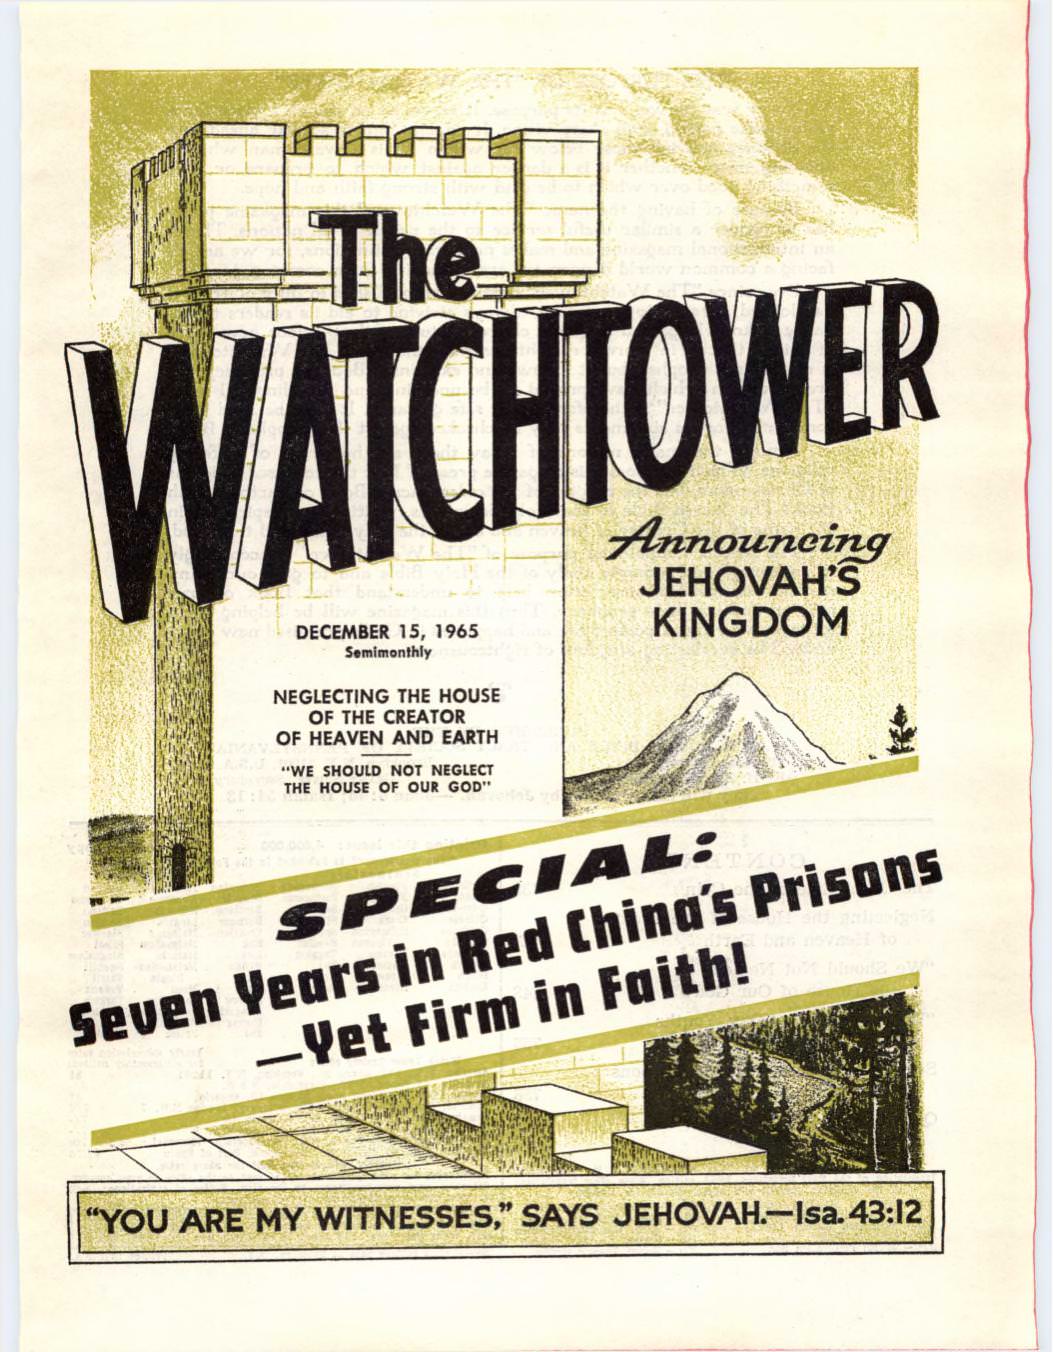 The
WATCHTOWER
Announcing
JEHOVAH'S
KINGDOM
DECEMBER 15, 1965
Semimonthly
NEGLECTING THE HOUSE
OF THE CREATOR
OF HEAVEN AND EARTH
"WE SHOULD NOT NEGLECT
THE HOUSE OF OUR GOD"
SPECIAL:
Seven Years in Red China's Prisons
—Yet Firm in Faith!
"YOU ARE MY WITNESSES," SAYS JEHOVAH.—Isa. 43:12